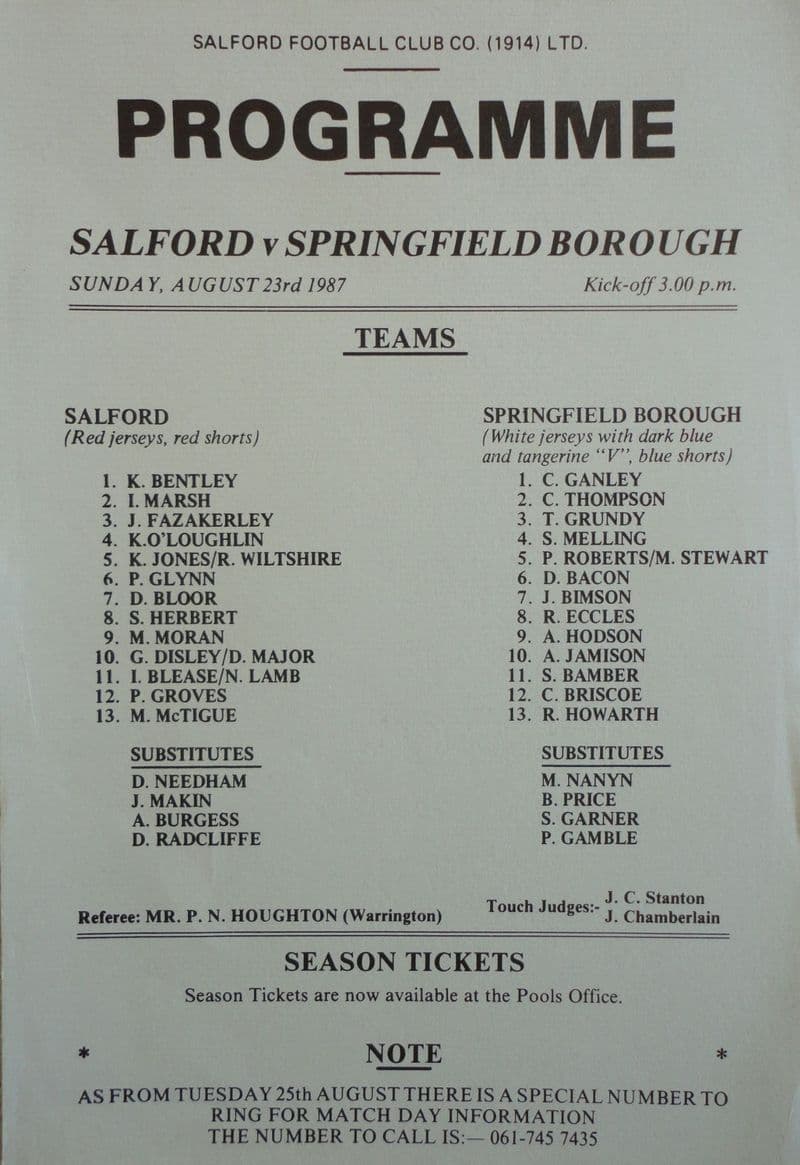 SALFORD FOOTBALL CLUB CO. (1914) LTD.
PROGRAMME
SALFORD v SPRINGFIELD BOROUGH
SUNDAY, AUGUST 23rd 1987 Kick-off 3.00 p.m.
TEAMS
SALFORD
(Red jerseys, red shorts)
1. K. BENTLEY
2. I. MARSH
3. J. FAZAKERLEY
4. K.O'LOUGHLIN
5. K. JONES/R. WILTSHIRE
6. P. GLYNN
7. D. BLOOR
8. S. HERBERT
9. M. MORAN
10. G. DISLEY/D. MAJOR
11. I. BLEASE/N. LAMB
12. P. GROVES
13. M. McTIGUE
SUBSTITUTES
D. NEEDHAM
J. MAKIN
A. BURGESS
D. RADCLIFFE
SPRINGFIELD BOROUGH
(White jerseys with dark blue
and tangerine "V", blue shorts)
1. C. GANLEY
2. C. THOMPSON
3. T. GRUNDY
4. S. MELLING
5. P. ROBERTS/M. STEWART
6. D. BACON
7. J. BIMSON
8. R. ECCLES
9. A. HODSON
10. A. JAMISON
11. S. BAMBER
12. C. BRISCOE
13. R. HOWARTH
SUBSTITUTES
M. NANYN
B. PRICE
S. GARNER
P. GAMBLE
Referee: MR. P. N. HOUGHTON (Warrington)
Touch Judges:- J. C. Stanton
J. Chamberlain
SEASON TICKETS
Season Tickets are now available at the Pools Office.
* NOTE *
AS FROM TUESDAY 25th AUGUST THERE IS A SPECIAL NUMBER TO
RING FOR MATCH DAY INFORMATION
THE NUMBER TO CALL IS:— 061-745 7435